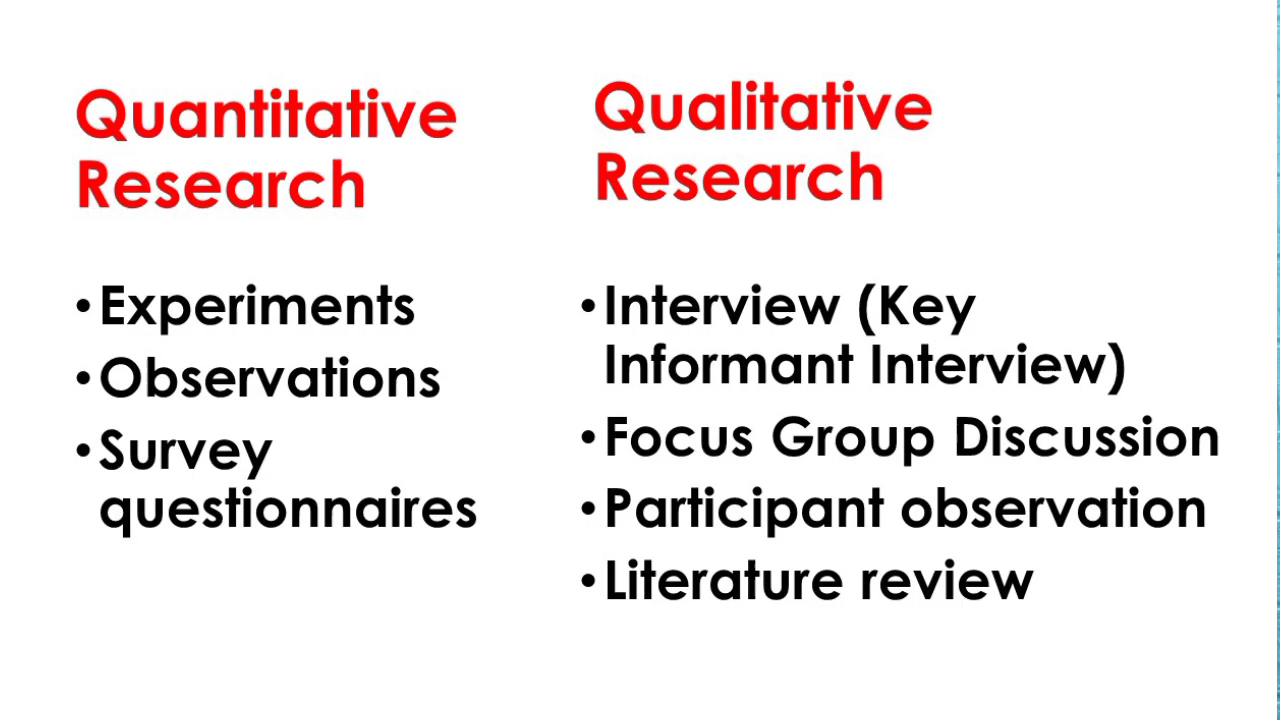 Quantitative
Research
• Experiments
• Observations
• Survey
questionnaires
Qualitative
Research
• Interview (Key
Informant Interview)
• Focus Group Discussion
• Participant observation
• Literature review